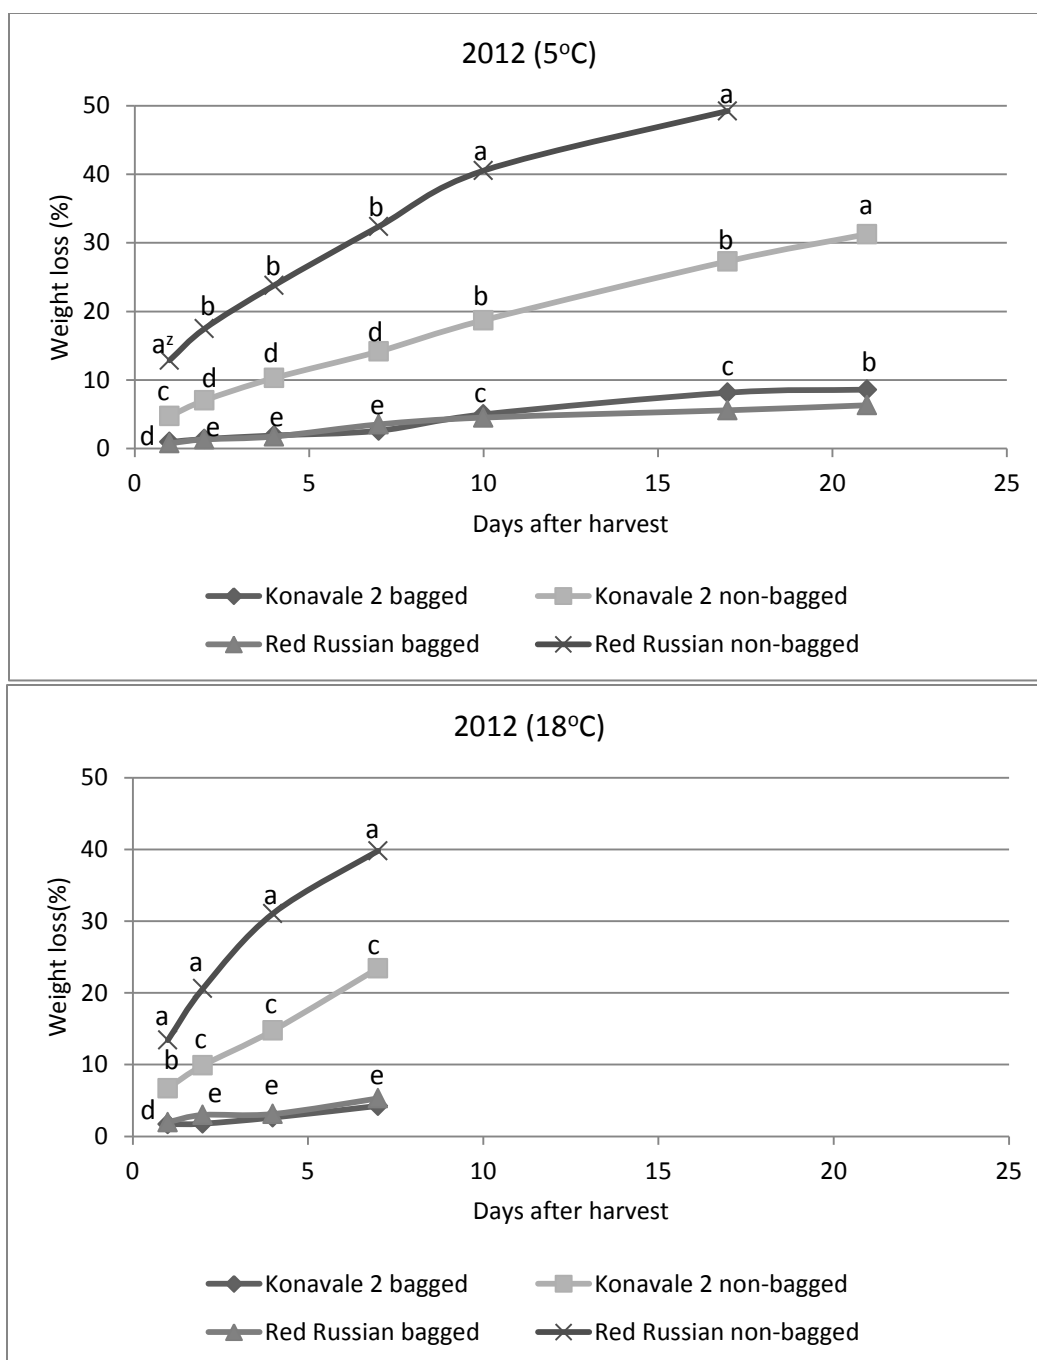 2012 (5°C)
50
40
30
20
10
0
Weight loss (%)
aᶻ
b
b
b
a
a
c
d
d
d
b
b
a
d
e
e
e
c
c
b
0
5
10
15
20
25
Days after harvest
Konavale 2 bagged
Konavale 2 non-bagged
Red Russian bagged
Red Russian non-bagged
2012 (18°C)
50
40
30
20
10
0
Weight loss(%)
a
a
a
a
b
c
c
c
d
e
e
e
0
5
10
15
20
25
Days after harvest
Konavale 2 bagged
Konavale 2 non-bagged
Red Russian bagged
Red Russian non-bagged